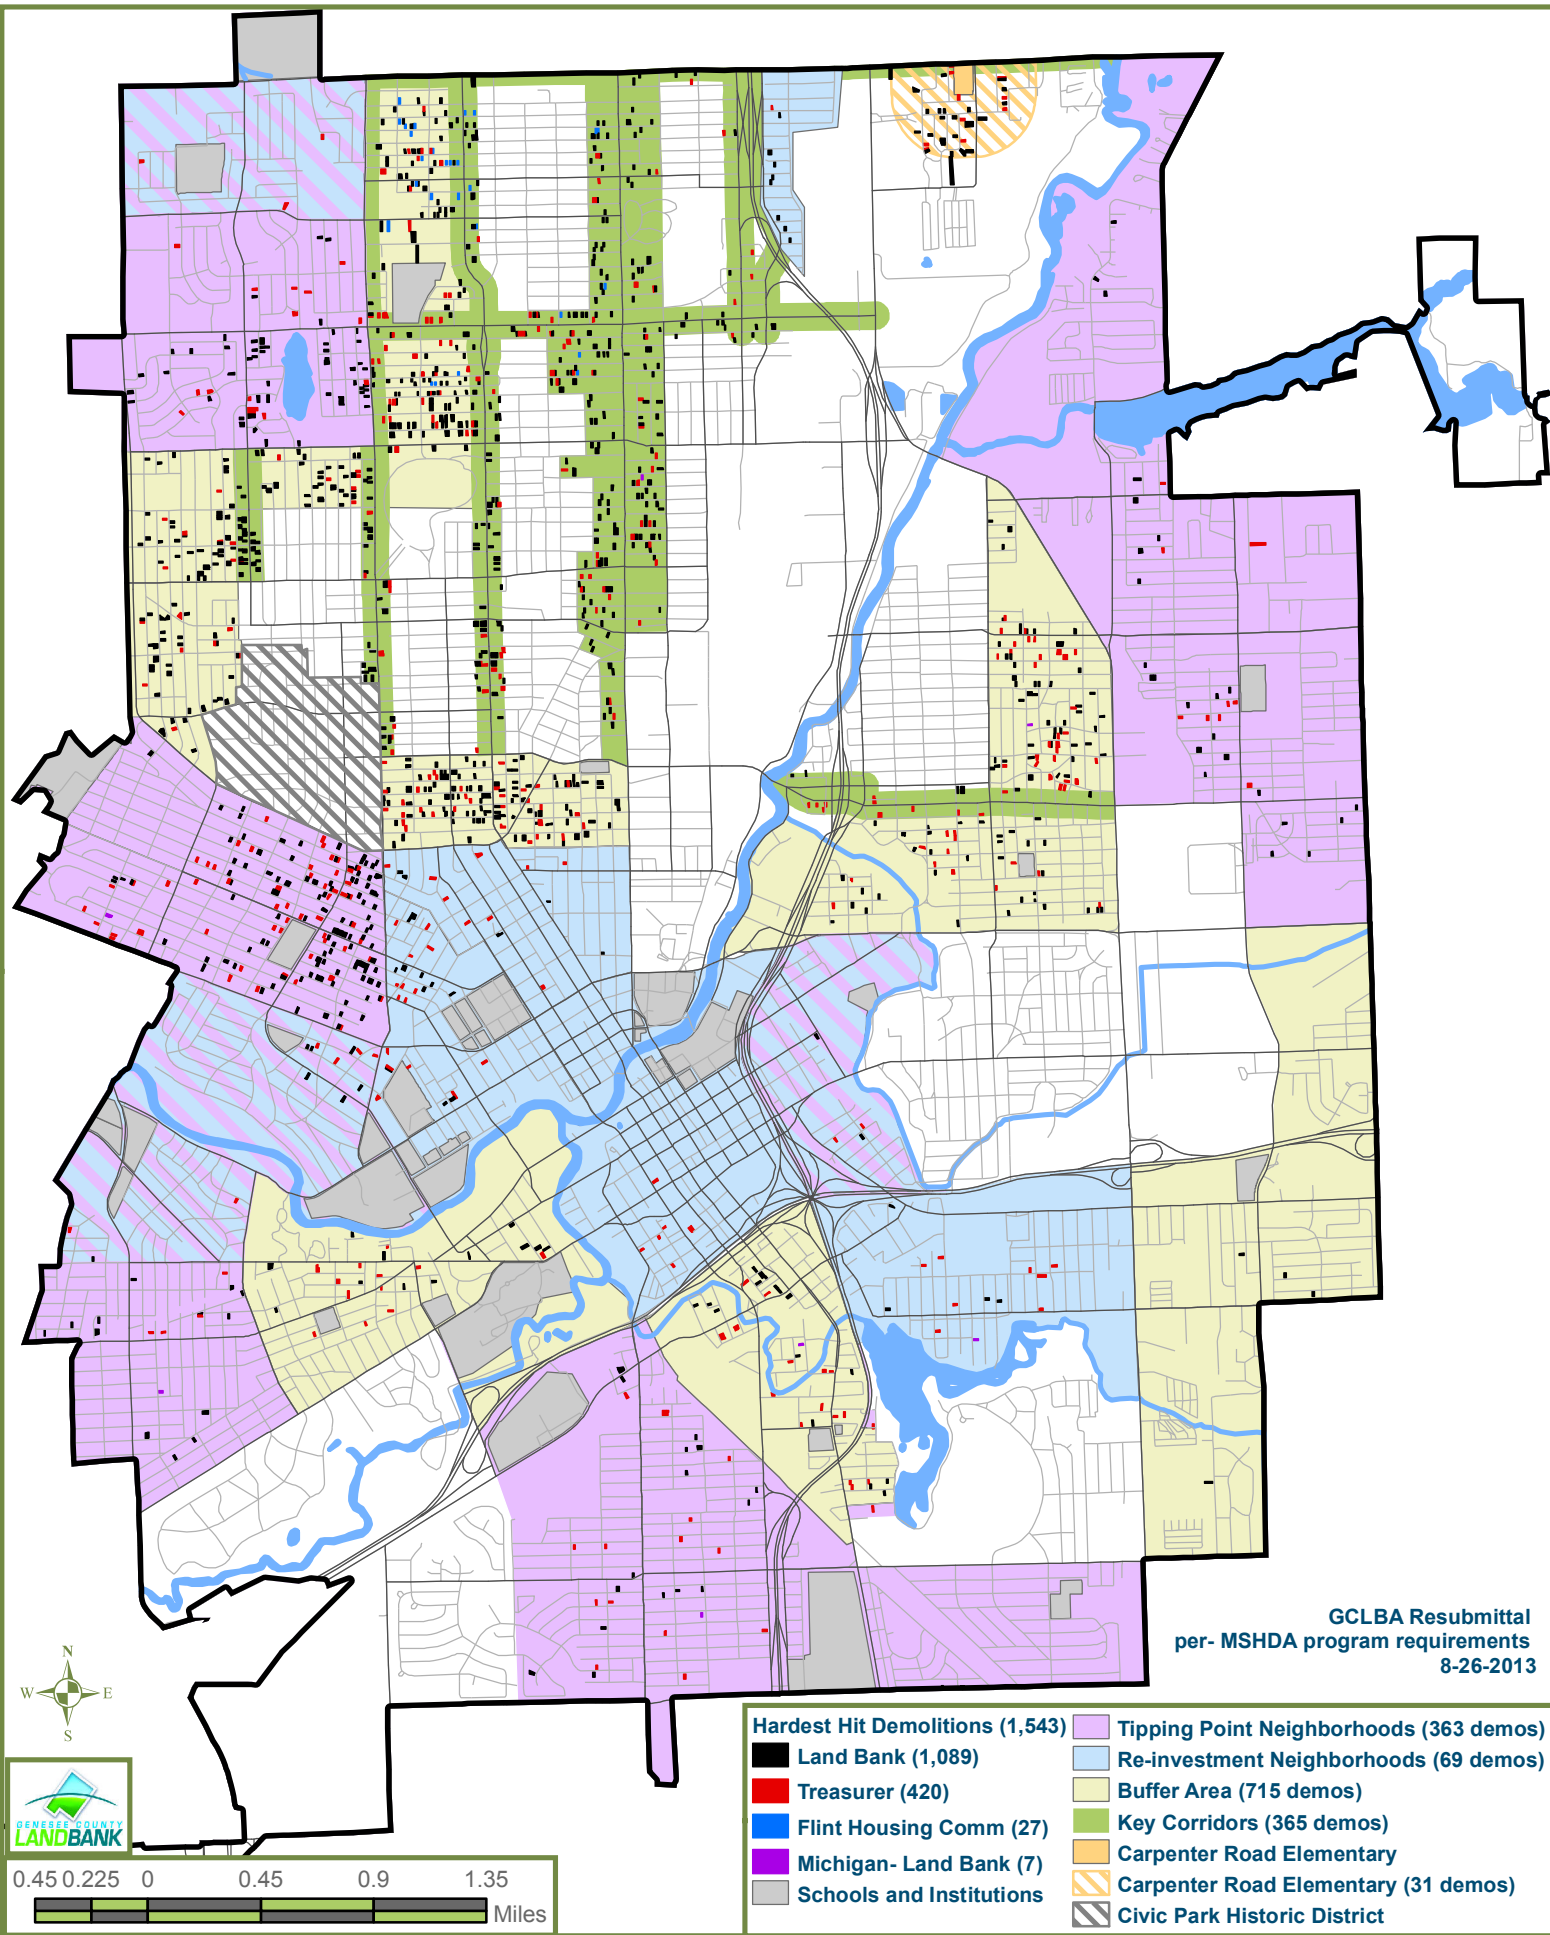 GCLBA Resubmittal
per- MSHDA program requirements
8-26-2013
N
W E
S
GENESEE COUNTY
LANDBANK
0.45 0.225 0 0.45 0.9 1.35
Miles
Hardest Hit Demolitions (1,543)
Land Bank (1,089)
Treasurer (420)
Flint Housing Comm (27)
Michigan- Land Bank (7)
Schools and Institutions
Tipping Point Neighborhoods (363 demos)
Re-investment Neighborhoods (69 demos)
Buffer Area (715 demos)
Key Corridors (365 demos)
Carpenter Road Elementary
Carpenter Road Elementary (31 demos)
Civic Park Historic District